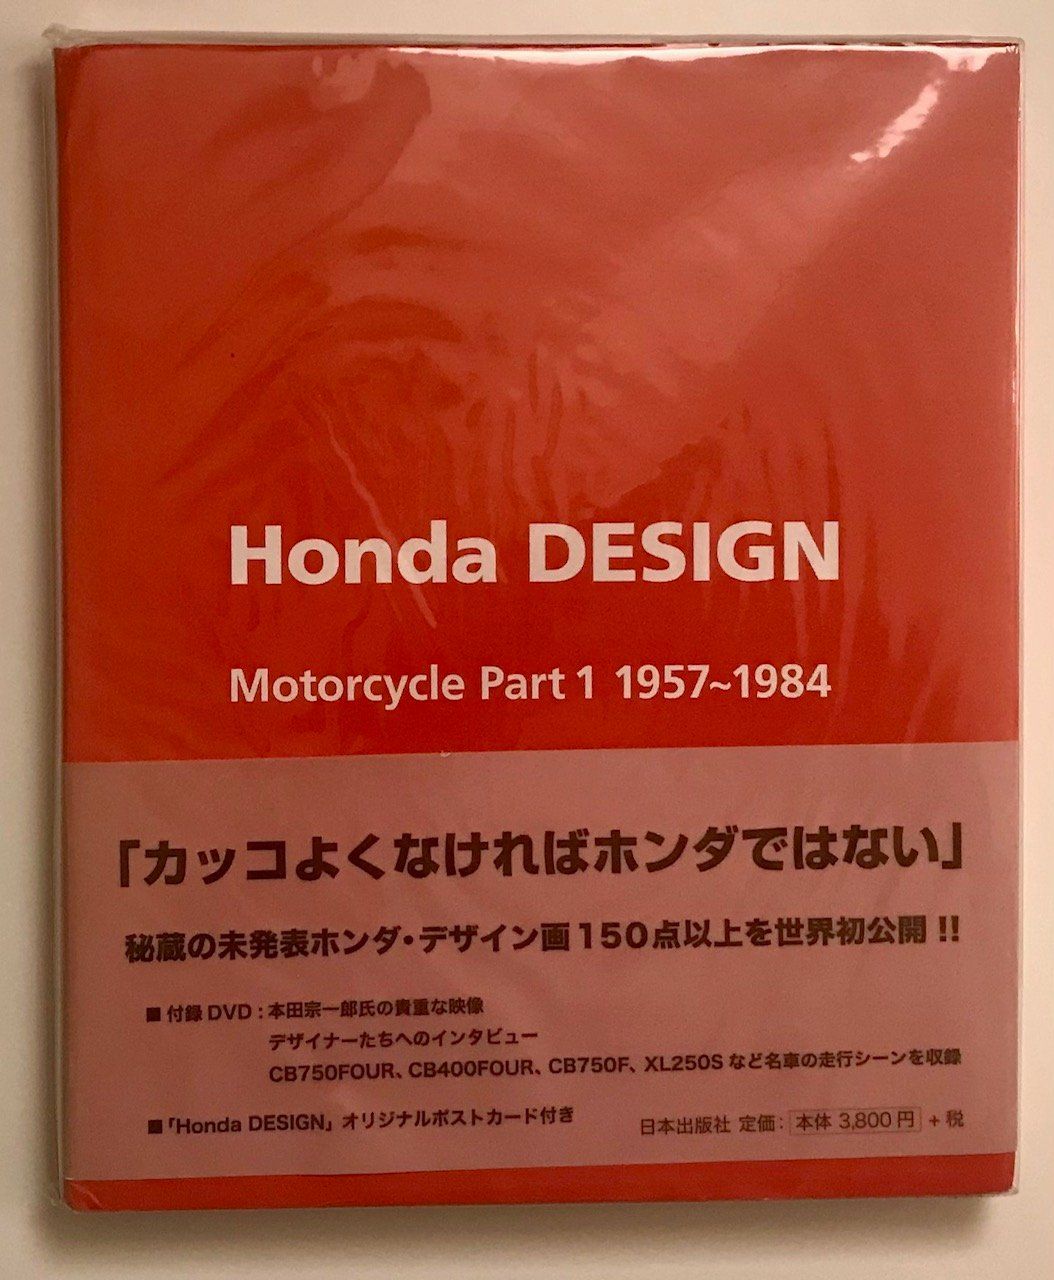 Honda DESIGN
Motorcycle Part 1 1957~1984
「カッコよくなければホンダではない」
秘蔵の未発表ホンダ・デザイン画150点以上を世界初公開!!
■付録DVD:本田宗一郎氏の貴重な映像
デザイナーたちへのインタビュー
CB750FOUR、CB400FOUR、CB750F、XL250Sなど名車の走行シーンを収録
■「Honda DESIGN」オリジナルポストカード付き
日本出版社 定価: 本体 3,800円 +税